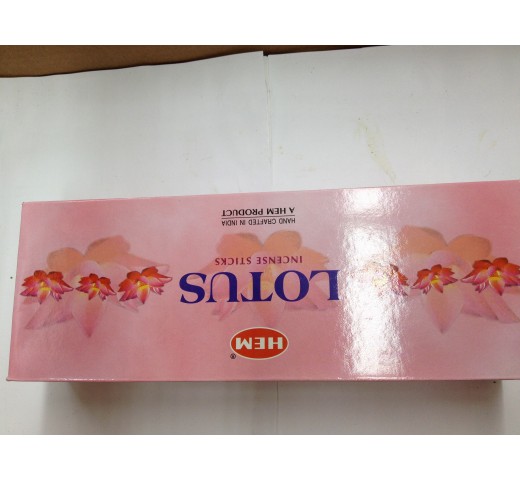 HEM
®
LOTUS
INCENSE STICKS
HAND CRAFTED IN INDIA
A HEM PRODUCT